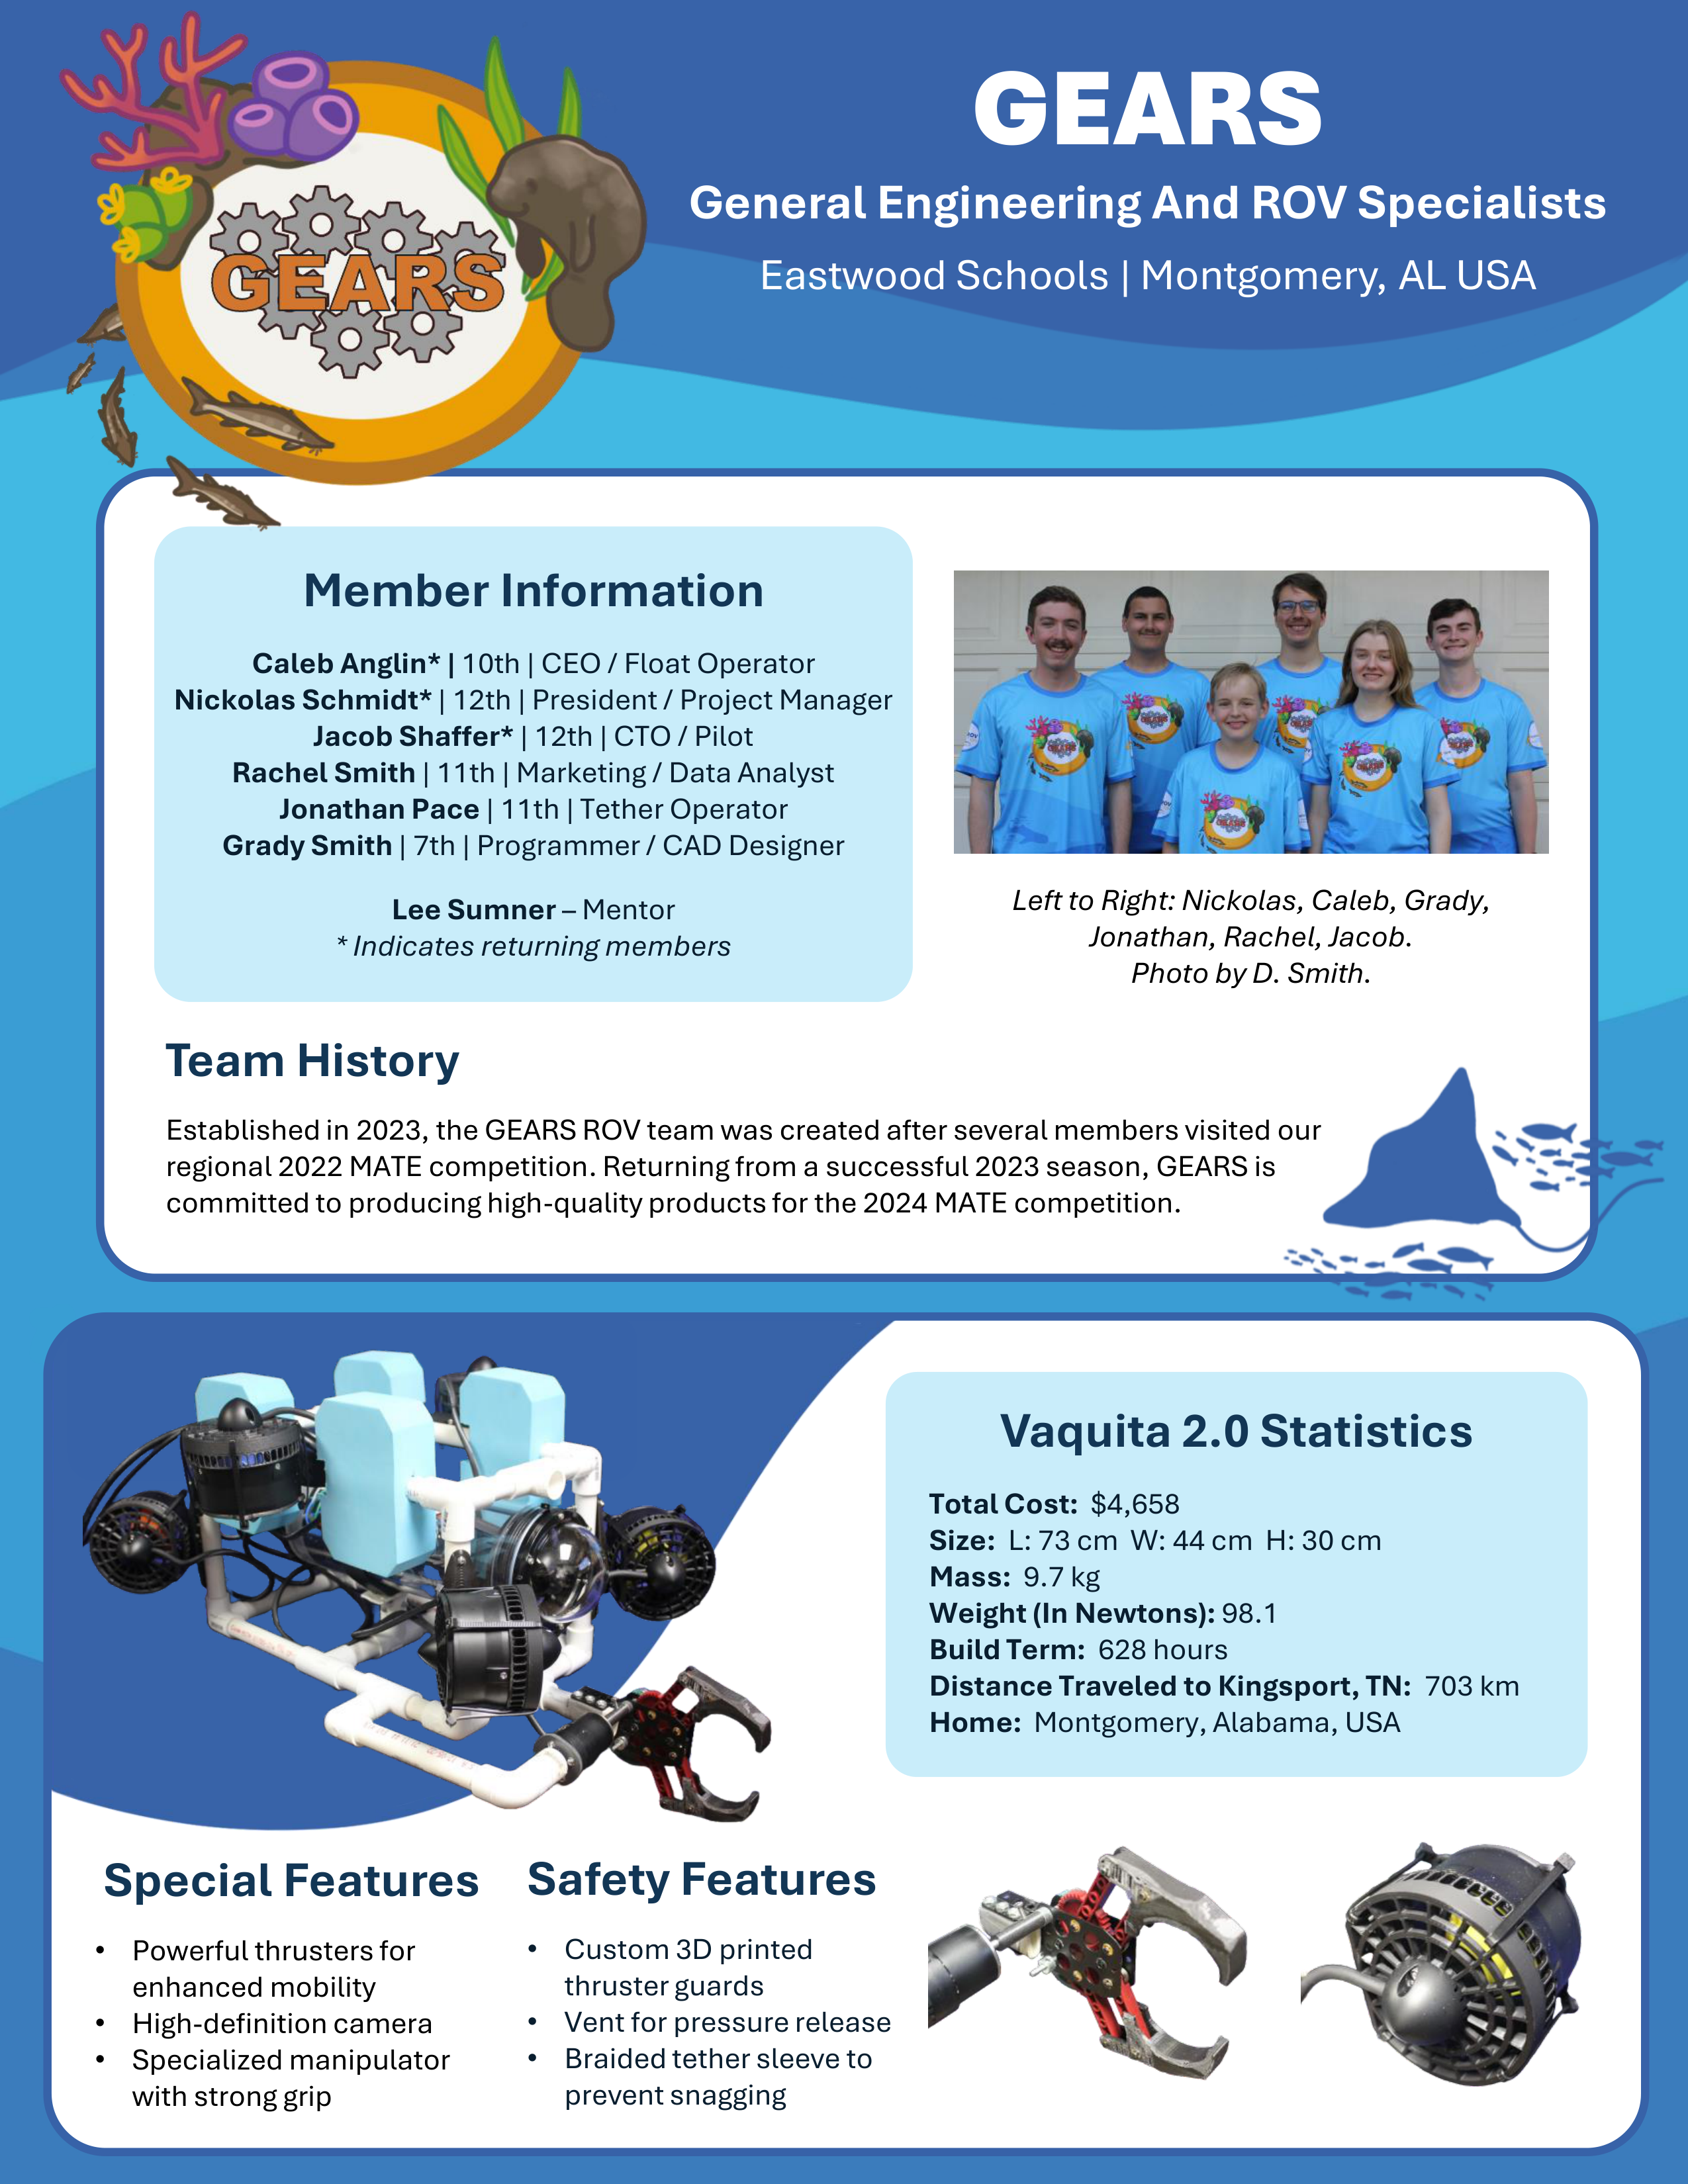 GEARS
General Engineering And ROV Specialists
Eastwood Schools | Montgomery, AL USA
GEARS
Member Information
Caleb Anglin* | 10th | CEO / Float Operator
Nickolas Schmidt* | 12th | President / Project Manager
Jacob Shaffer* | 12th | CTO / Pilot
Rachel Smith | 11th | Marketing / Data Analyst
Jonathan Pace | 11th | Tether Operator
Grady Smith | 7th | Programmer / CAD Designer
Lee Sumner – Mentor
* Indicates returning members
Left to Right: Nickolas, Caleb, Grady,
Jonathan, Rachel, Jacob.
Photo by D. Smith.
Team History
Established in 2023, the GEARS ROV team was created after several members visited our
regional 2022 MATE competition. Returning from a successful 2023 season, GEARS is
committed to producing high-quality products for the 2024 MATE competition.
Vaquita 2.0 Statistics
Total Cost: $4,658
Size: L: 73 cm W: 44 cm H: 30 cm
Mass: 9.7 kg
Weight (In Newtons): 98.1
Build Term: 628 hours
Distance Traveled to Kingsport, TN: 703 km
Home: Montgomery, Alabama, USA
Special Features
• Powerful thrusters for
enhanced mobility
• High-definition camera
• Specialized manipulator
with strong grip
Safety Features
• Custom 3D printed
thruster guards
• Vent for pressure release
• Braided tether sleeve to
prevent snagging